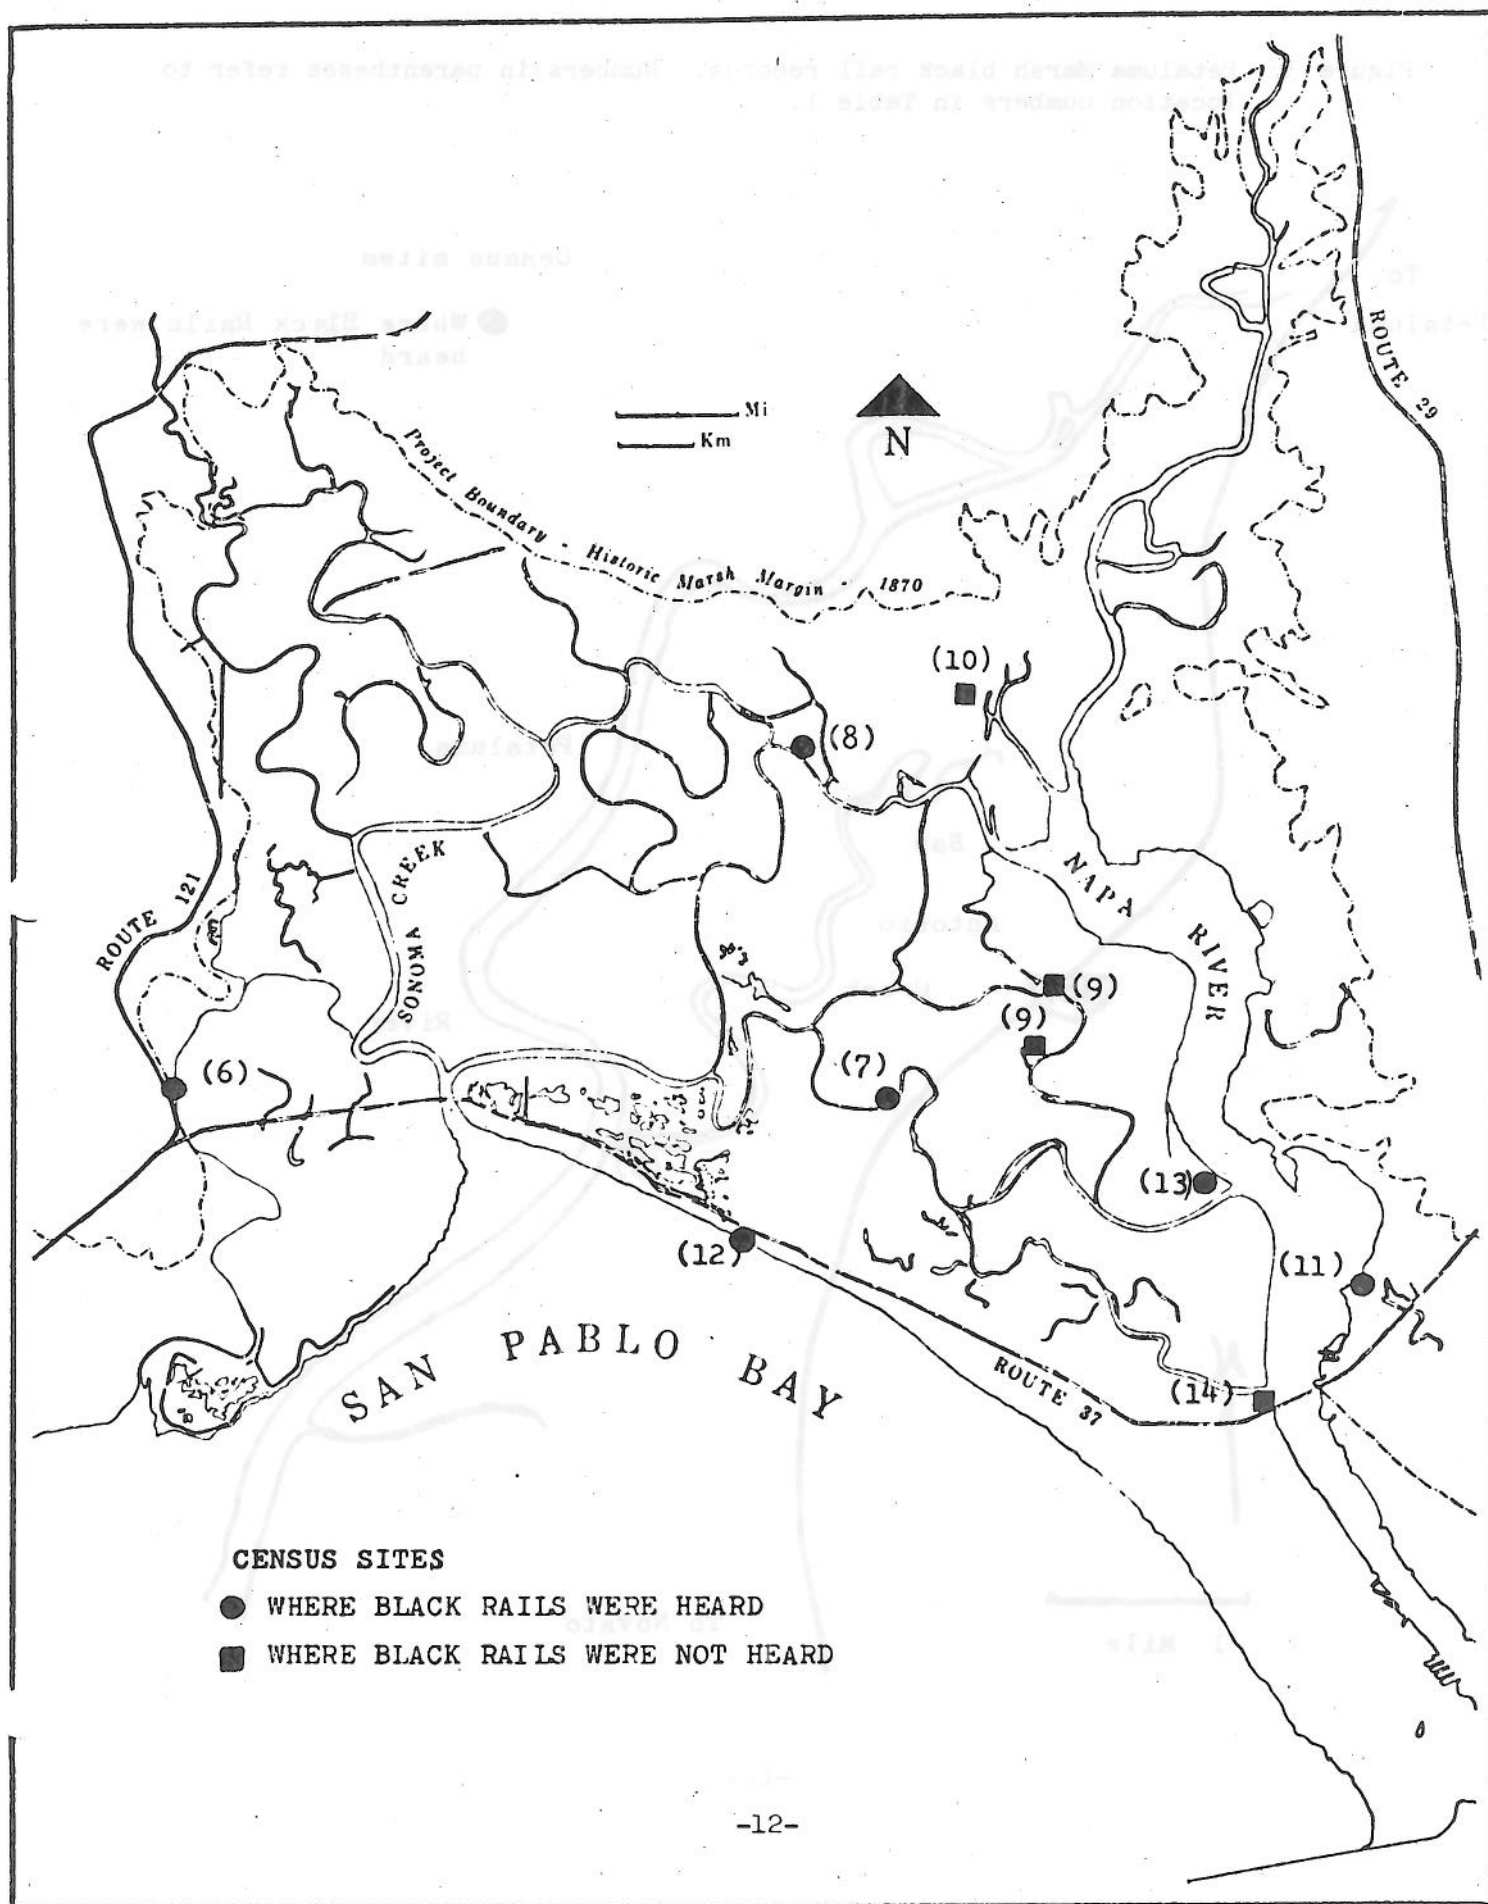 ROUTE 29
Mi
Km
N
Project Boundary - Historic Marsh Margin - 1870
(10)
(8)
SONOMA CREEK
NAPA RIVER
ROUTE 121
(9)
(9)
(6)
(7)
(13)
(12)
(11)
SAN PABLO BAY
ROUTE 37
(14)
CENSUS SITES
WHERE BLACK RAILS WERE HEARD
WHERE BLACK RAILS WERE NOT HEARD
-12-